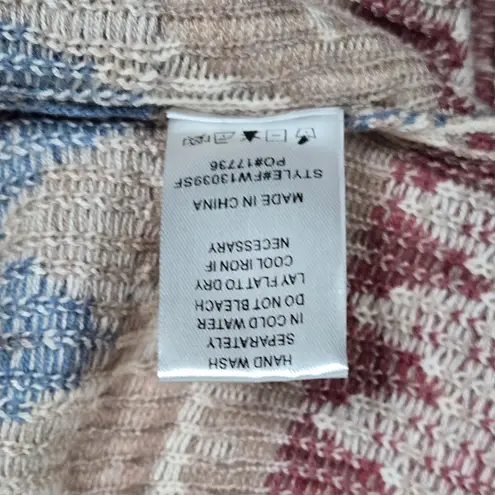 HAND WASH
SEPARATELY
IN COLD WATER
DO NOT BLEACH
LAY FLAT TO DRY
COOL IRON IF
NECESSARY
MADE IN CHINA
STYLE#FW13039SF
PO#17736